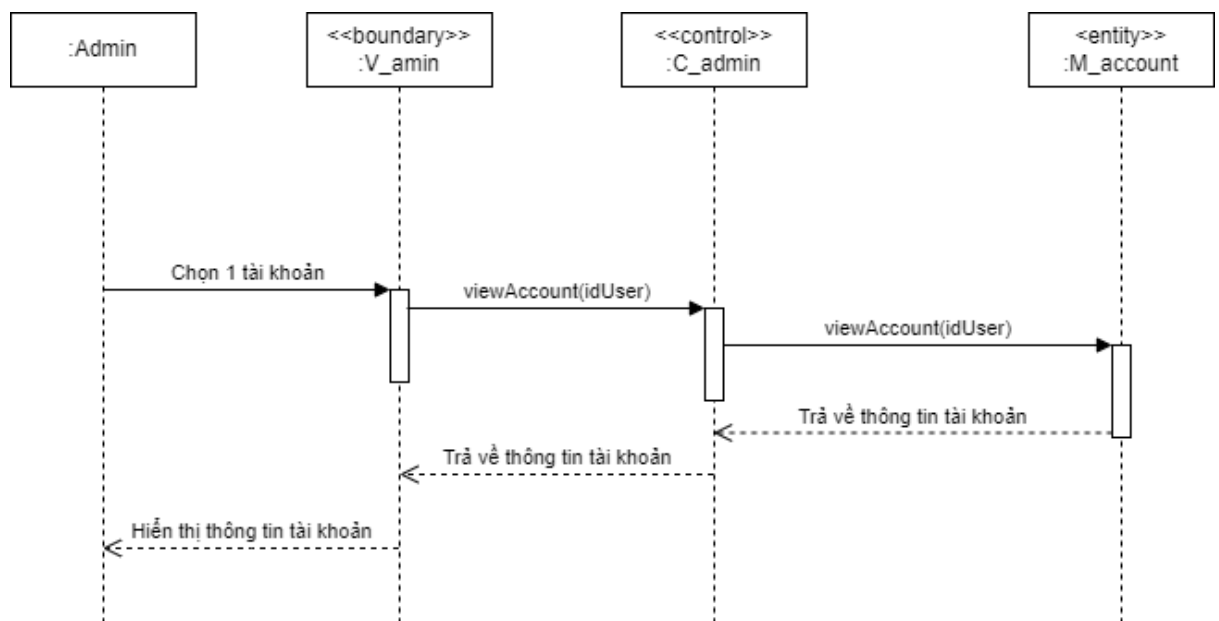 :Admin
<<boundary>>
:V_amin
<<control>>
:C_admin
<entity>>
:M_account
Chọn 1 tài khoản
viewAccount(idUser)
viewAccount(idUser)
Trả về thông tin tài khoản
Trả về thông tin tài khoản
Hiển thị thông tin tài khoản